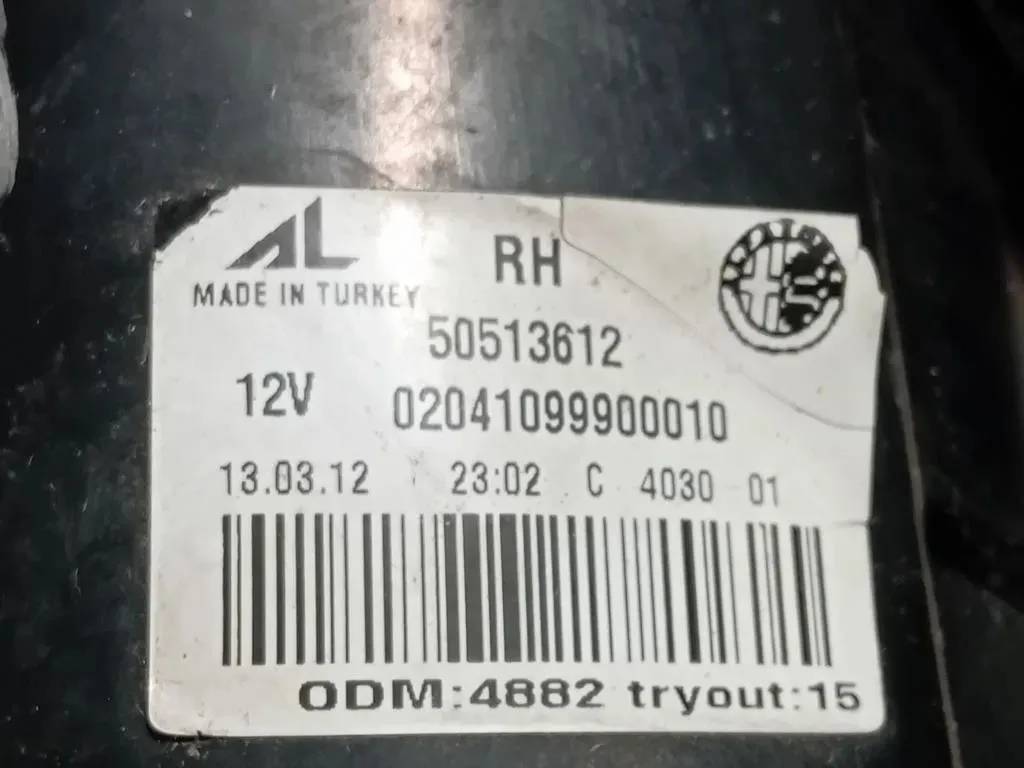 AL
RH
MADE IN TURKEY
50513612
12V 02041099900010
13.03.12 23:02 C 4030 01
ODM:4882 tryout:15